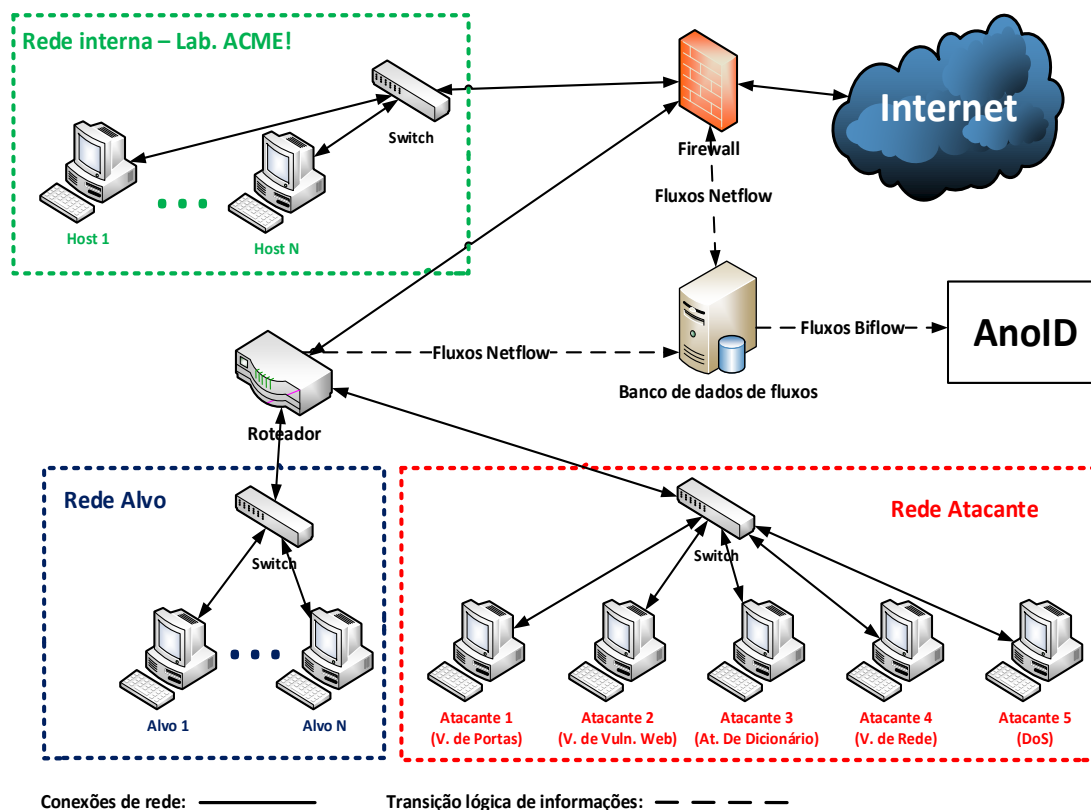 Rede interna – Lab. ACME!
Switch
Host 1
Host N
Firewall
Internet
Fluxos Netflow
Fluxos Netflow
Fluxos Biflow
AnoID
Banco de dados de fluxos
Roteador
Rede Alvo
Switch
Alvo 1
Alvo N
Rede Atacante
Switch
Atacante 1
(V. de Portas)
Atacante 2
(V. de Vuln. Web)
Atacante 3
(At. De Dicionário)
Atacante 4
(V. de Rede)
Atacante 5
(DoS)
Conexões de rede:
Transição lógica de informações: